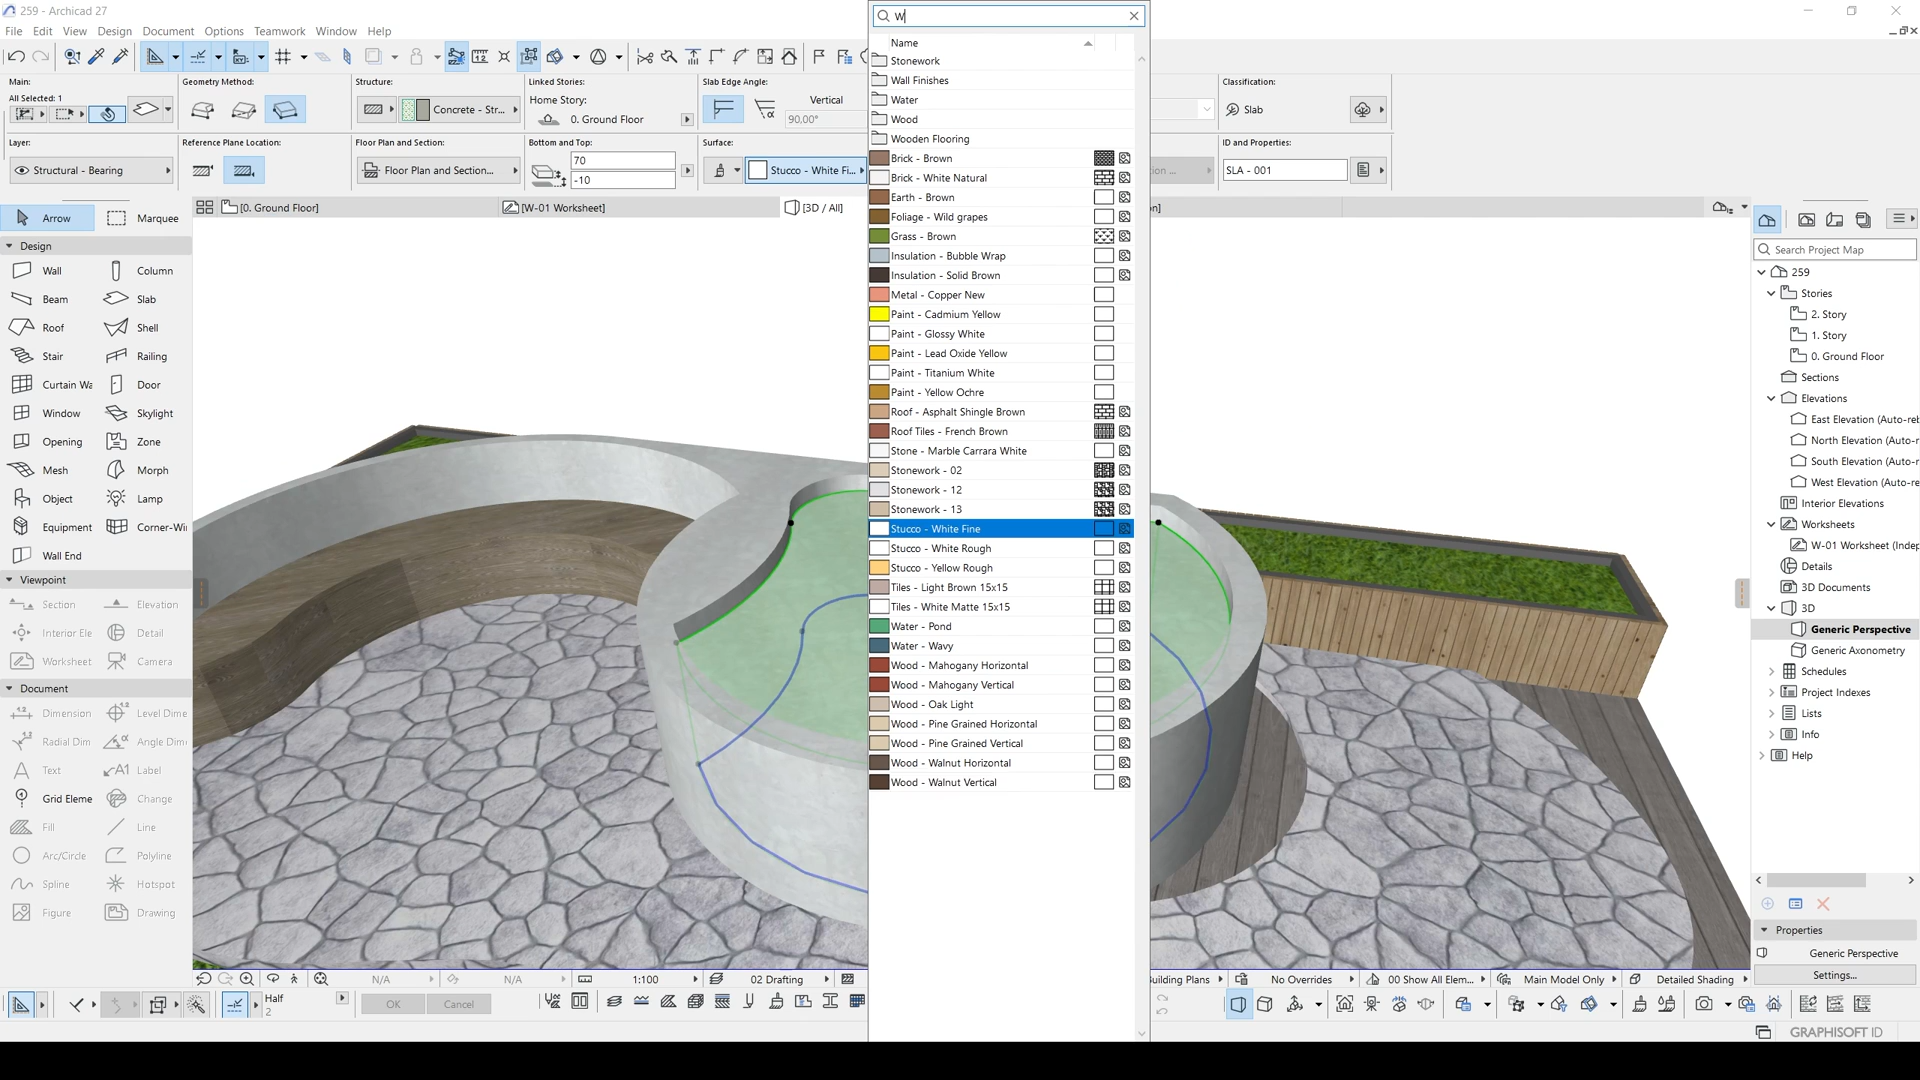 259 - Archicad 27
File Edit View Design Document Options Teamwork Window Help
w
Name
Stonework
Wall Finishes
Water
Wood
Wooden Flooring
Brick - Brown
Brick - White Natural
Earth - Brown
Foliage - Wild grapes
Grass - Brown
Insulation - Bubble Wrap
Insulation - Solid Brown
Metal - Copper New
Paint - Cadmium Yellow
Paint - Glossy White
Paint - Lead Oxide Yellow
Paint - Titanium White
Paint - Yellow Ochre
Roof - Asphalt Shingle Brown
Roof Tiles - French Brown
Stone - Marble Carrara White
Stonework - 02
Stonework - 12
Stonework - 13
Stucco - White Fine
Stucco - White Rough
Stucco - Yellow Rough
Tiles - Light Brown 15x15
Tiles - White Matte 15x15
Water - Pond
Water - Wavy
Wood - Mahogany Horizontal
Wood - Mahogany Vertical
Wood - Oak Light
Wood - Pine Grained Horizontal
Wood - Pine Grained Vertical
Wood - Walnut Horizontal
Wood - Walnut Vertical
Main:
All Selected: 1
Geometry Method:
Structure:
Concrete - Str...
Linked Stories:
Home Story:
0. Ground Floor
Slab Edge Angle:
Vertical
90,00°
Classification:
Slab
Layer:
Structural - Bearing
Reference Plane Location:
Floor Plan and Section:
Floor Plan and Section...
Bottom and Top:
70
-10
Surface:
Stucco - White Fi...
ion ...
ID and Properties:
SLA - 001
[0. Ground Floor]
[W-01 Worksheet]
[3D / All]
on]
Arrow Marquee
Design
Wall Column
Beam Slab
Roof Shell
Stair Railing
Curtain Wa Door
Window Skylight
Opening Zone
Mesh Morph
Object Lamp
Equipment Corner-Wi
Wall End
Viewpoint
Section Elevation
Interior Ele Detail
Worksheet Camera
Document
Dimension Level Dime
Radial Dim Angle Dim
Text Label
Grid Eleme Change
Fill Line
Arc/Circle Polyline
Spline Hotspot
Figure Drawing
Search Project Map
259
Stories
2. Story
1. Story
0. Ground Floor
Sections
Elevations
East Elevation (Auto-reb
North Elevation (Auto-r
South Elevation (Auto-r
West Elevation (Auto-re
Interior Elevations
Worksheets
W-01 Worksheet (Indep
Details
3D Documents
3D
Generic Perspective
Generic Axonometry
Schedules
Project Indexes
Lists
Info
Help
Properties
Generic Perspective
Settings...
N/A N/A 1:100 02 Drafting
uilding Plans No Overrides 00 Show All Elem... Main Model Only Detailed Shading
Half
2
OK Cancel
GRAPHISOFT ID